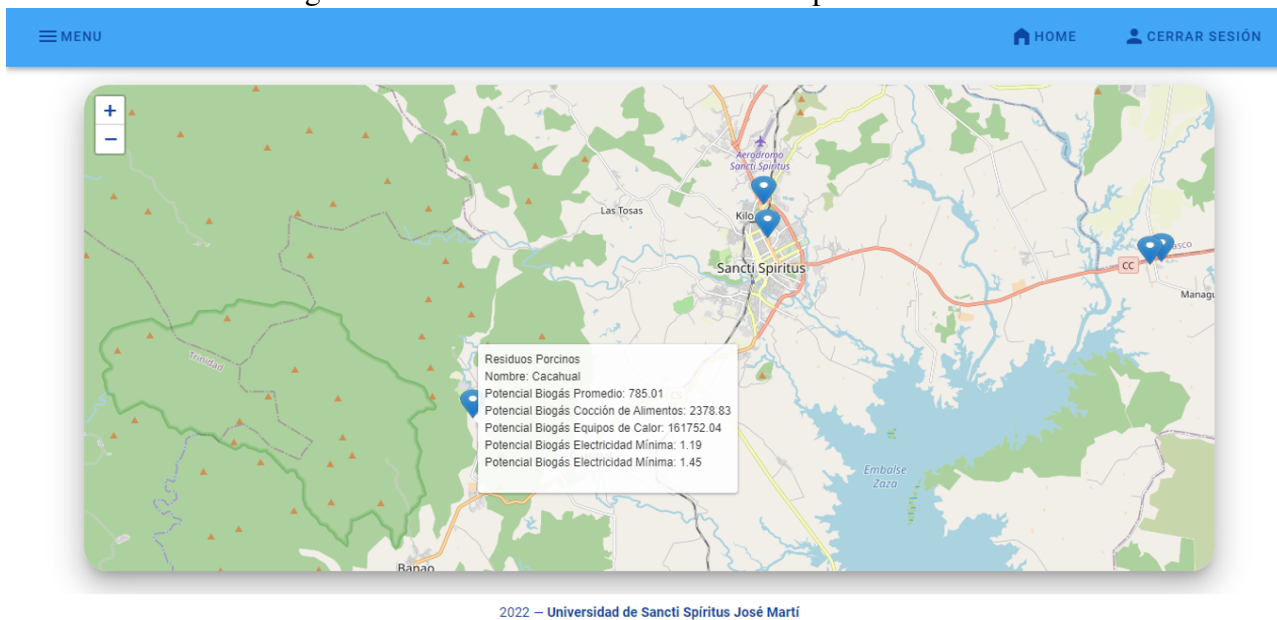 MENU
HOME
CERRAR SESIÓN
+
−
Aeródromo
Sancti Spíritus
Las Tosas
Kilo
Sancti Spíritus
CC
Trinidad
Residuos Porcinos
Nombre: Cacahual
Potencial Biogás Promedio: 785.01
Potencial Biogás Cocción de Alimentos: 2378.83
Potencial Biogás Equipos de Calor: 161752.04
Potencial Biogás Electricidad Mínima: 1.19
Potencial Biogás Electricidad Mínima: 1.45
Embalse
Zaza
Banao
2022 — Universidad de Sancti Spíritus José Martí